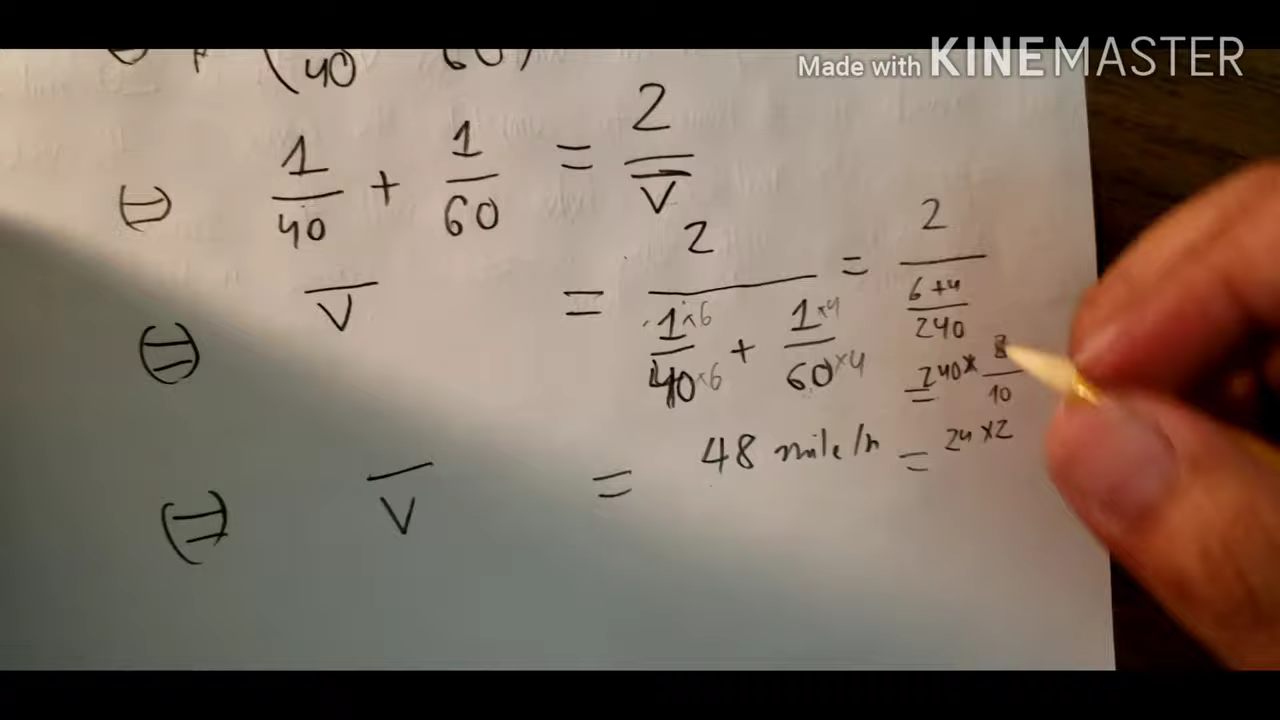 Made with KINEMASTER
(40 60)
⇔ 1/40 + 1/60 = 2/V̅
⇔ V̅ = 2/(1×6/40×6 + 1×4/60×4) = 2/((6+4)/240)
= 240 × 2/10
⇔ V̅ = 48 mile/h = 24×2